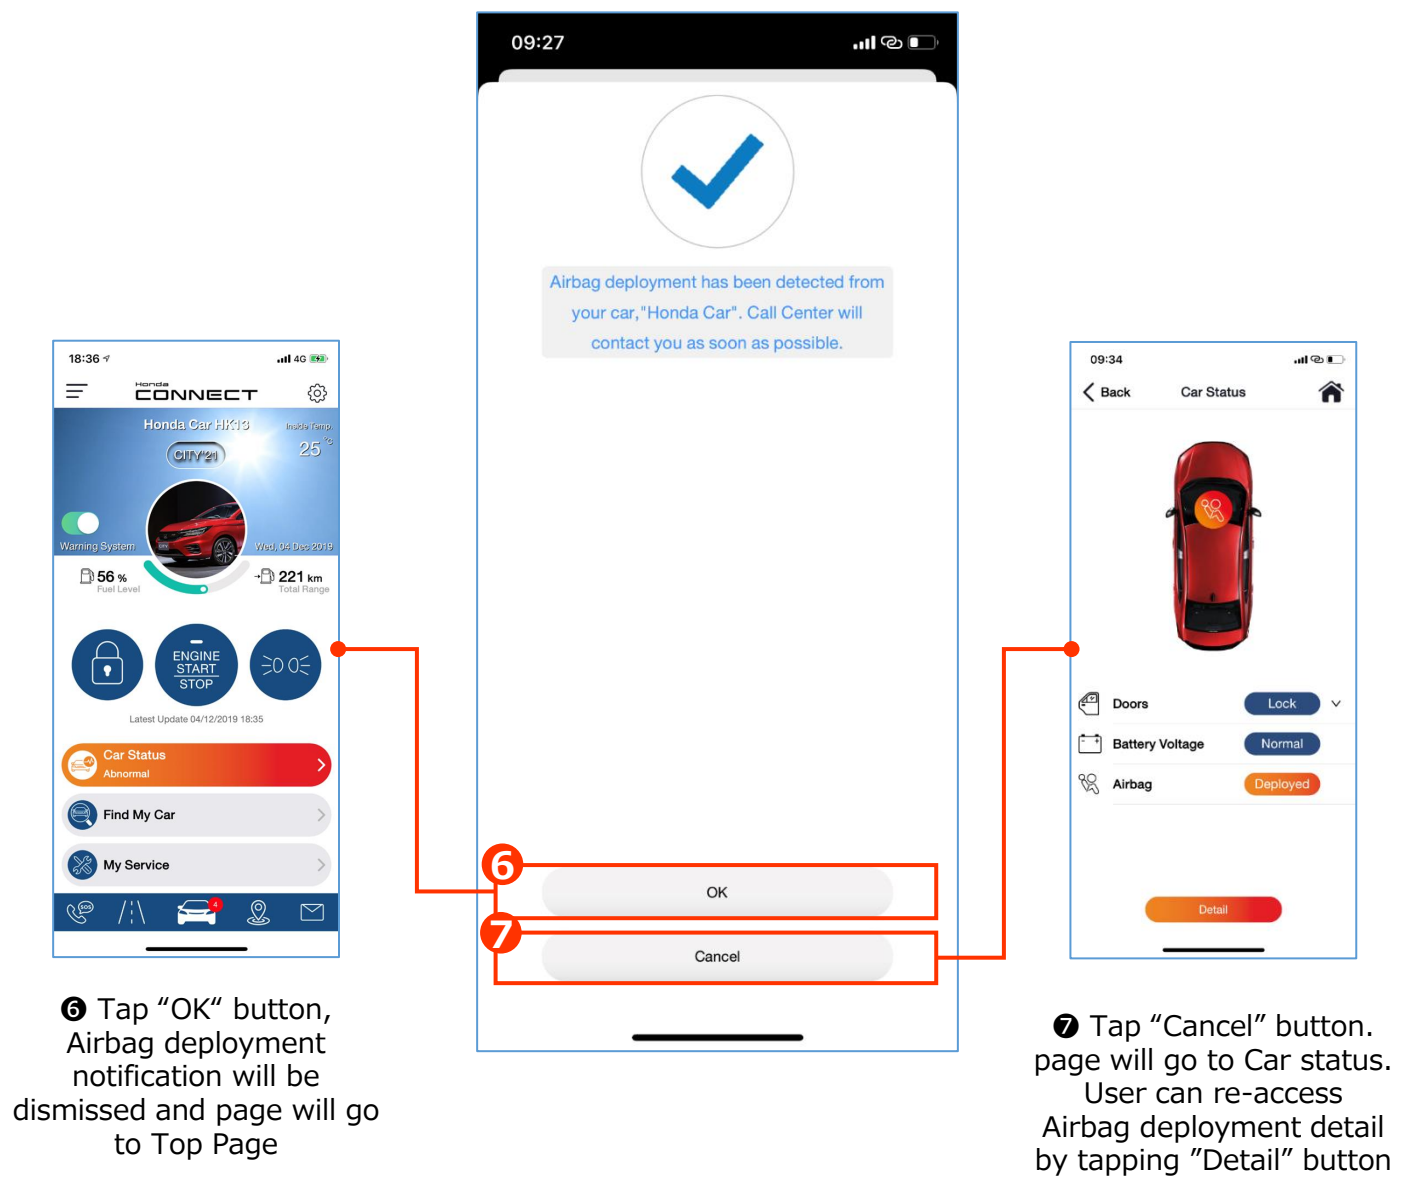 09:27
Airbag deployment has been detected from
your car,"Honda Car". Call Center will
contact you as soon as possible.
❻
OK
❼
Cancel
18:36
4G
Honda
CONNECT
Honda Car HK13
Inside Temp.
CITY'21
25 °C
Warning System
Wed, 04 Dec 2019
56 %
Fuel Level
221 km
Total Range
ENGINE
START
STOP
Latest Update 04/12/2019 18:35
Car Status
Abnormal
Find My Car
My Service
SOS
4
❻ Tap “OK“ button,
Airbag deployment
notification will be
dismissed and page will go
to Top Page
09:34
Back
Car Status
Doors
Lock
Battery Voltage
Normal
Airbag
Deployed
Detail
❼ Tap “Cancel” button.
page will go to Car status.
User can re-access
Airbag deployment detail
by tapping ”Detail” button